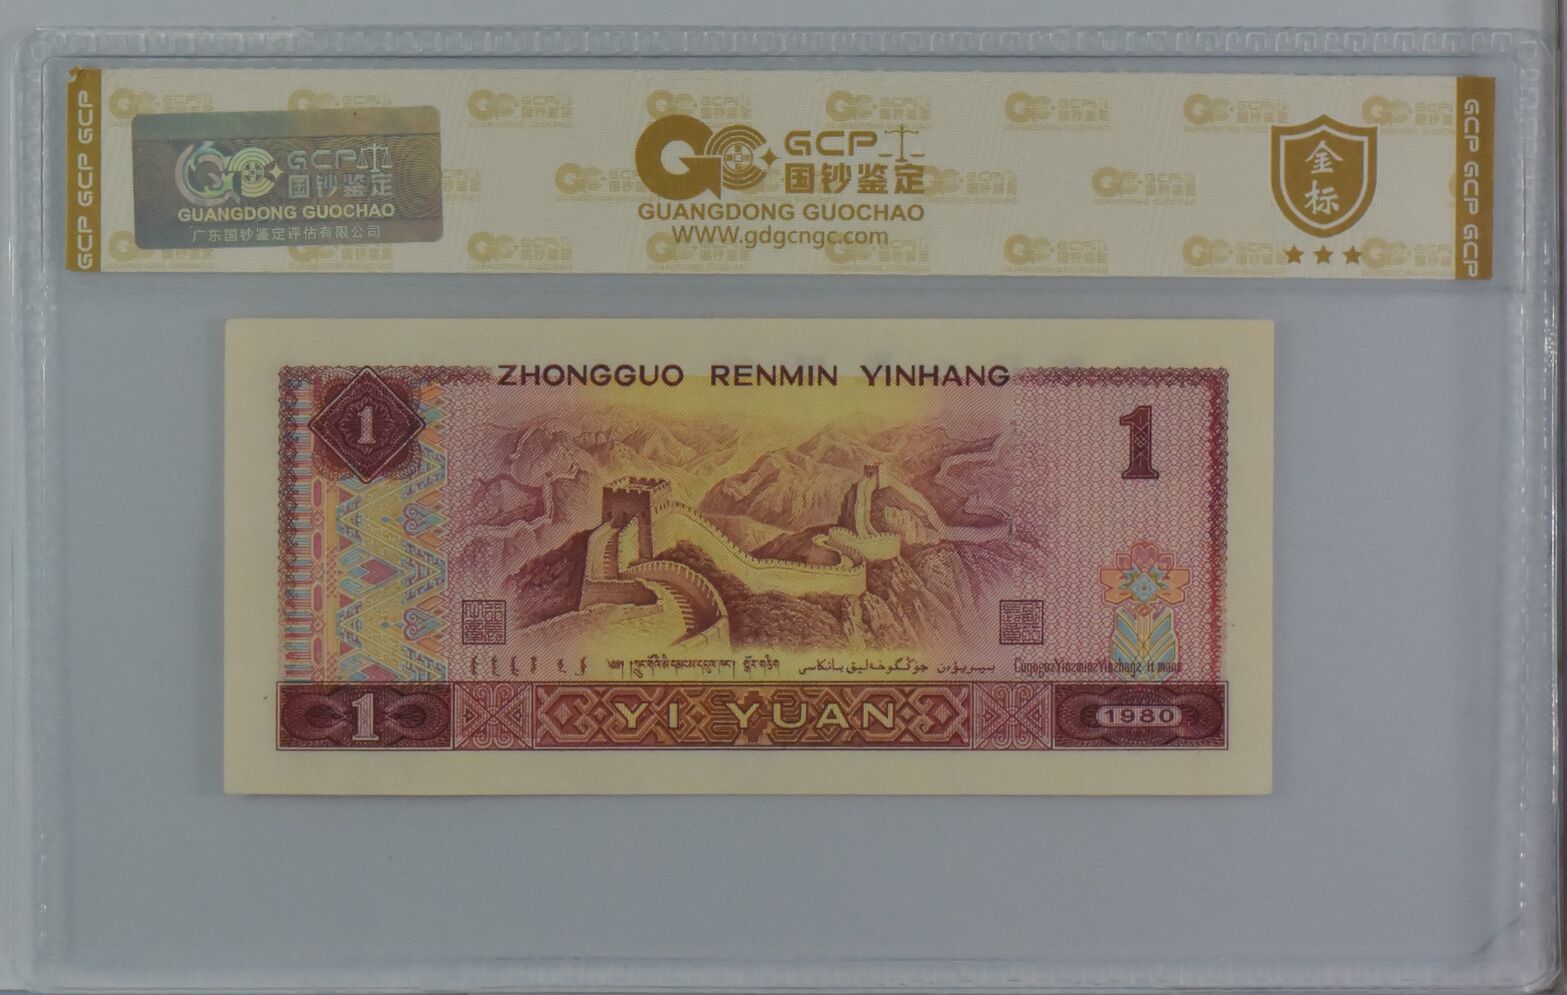 GCP 国钞鉴定
GUANGDONG GUOCHAO
广东国钞鉴定评估有限公司
GCP 国钞鉴定
GUANGDONG GUOCHAO
WWW.gdgcngc.com
金标
GCP GCP GCP
GCP GCP GCP
ZHONGGUO RENMIN YINHANG
1
1
1
YI YUAN
1980